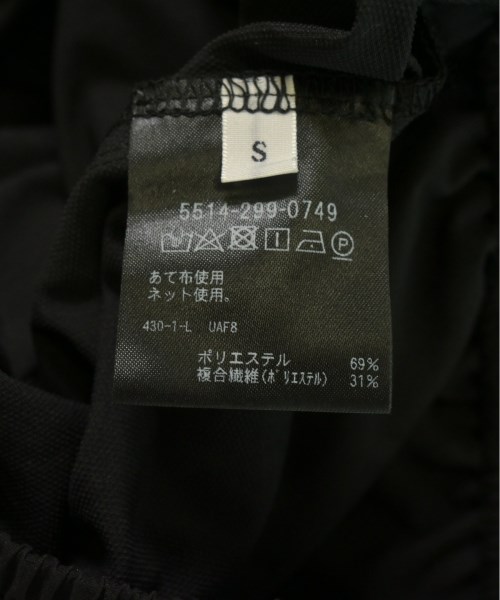 S
5514-299-0749
あて布使用
ネット使用。
430-1-L UAF8
ポリエステル 69%
複合繊維(ﾎﾟﾘｴｽﾃﾙ) 31%